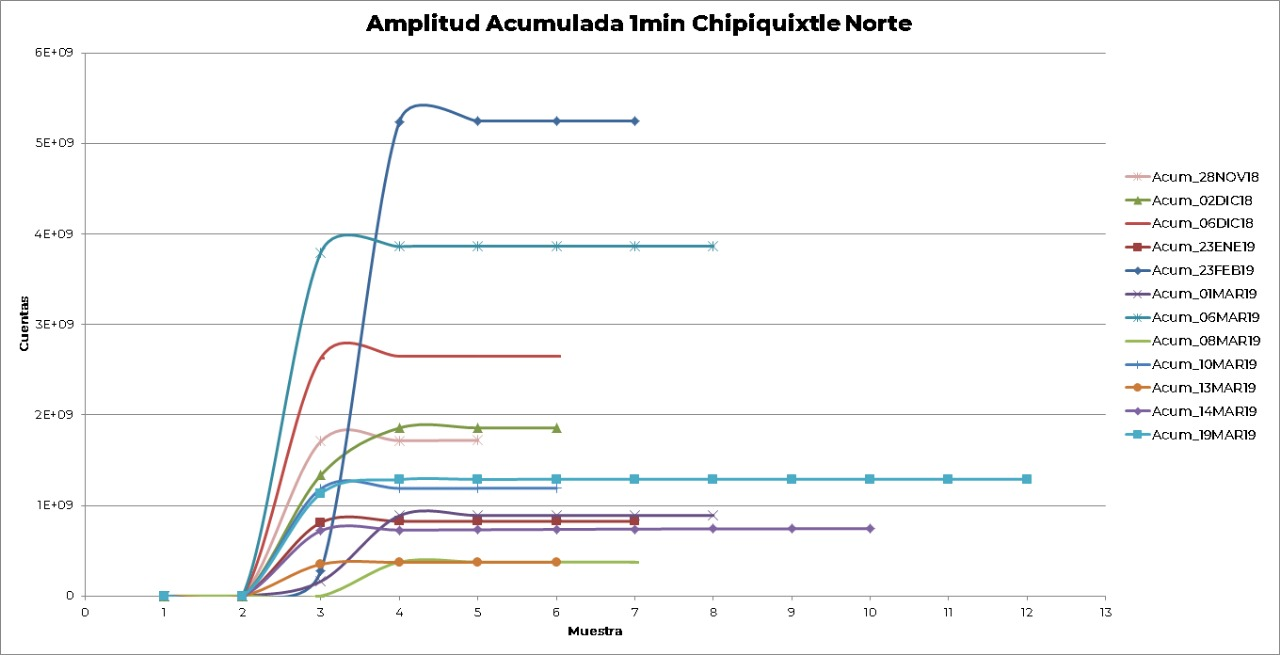 Amplitud Acumulada 1min Chipiquixtle Norte
6E+09
5E+09
4E+09
3E+09
2E+09
1E+09
0
Cuentas
0 1 2 3 4 5 6 7 8 9 10 11 12 13
Muestra
Acum_28NOV18
Acum_02DIC18
Acum_06DIC18
Acum_23ENE19
Acum_23FEB19
Acum_01MAR19
Acum_06MAR19
Acum_08MAR19
Acum_10MAR19
Acum_13MAR19
Acum_14MAR19
Acum_19MAR19